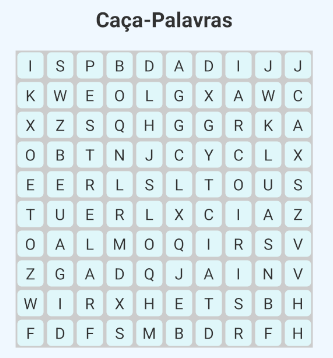 Caça-Palavras
I S P B D A D I J J
K W E O L G X A W C
X Z S Q H G G R K A
O B T N J C Y C L X
E E R L S L T O U S
T U E R L X C I A Z
O A L M O Q I R S V
Z G A D Q J A I N V
W I R X H E T S B H
F D F S M B D R F H